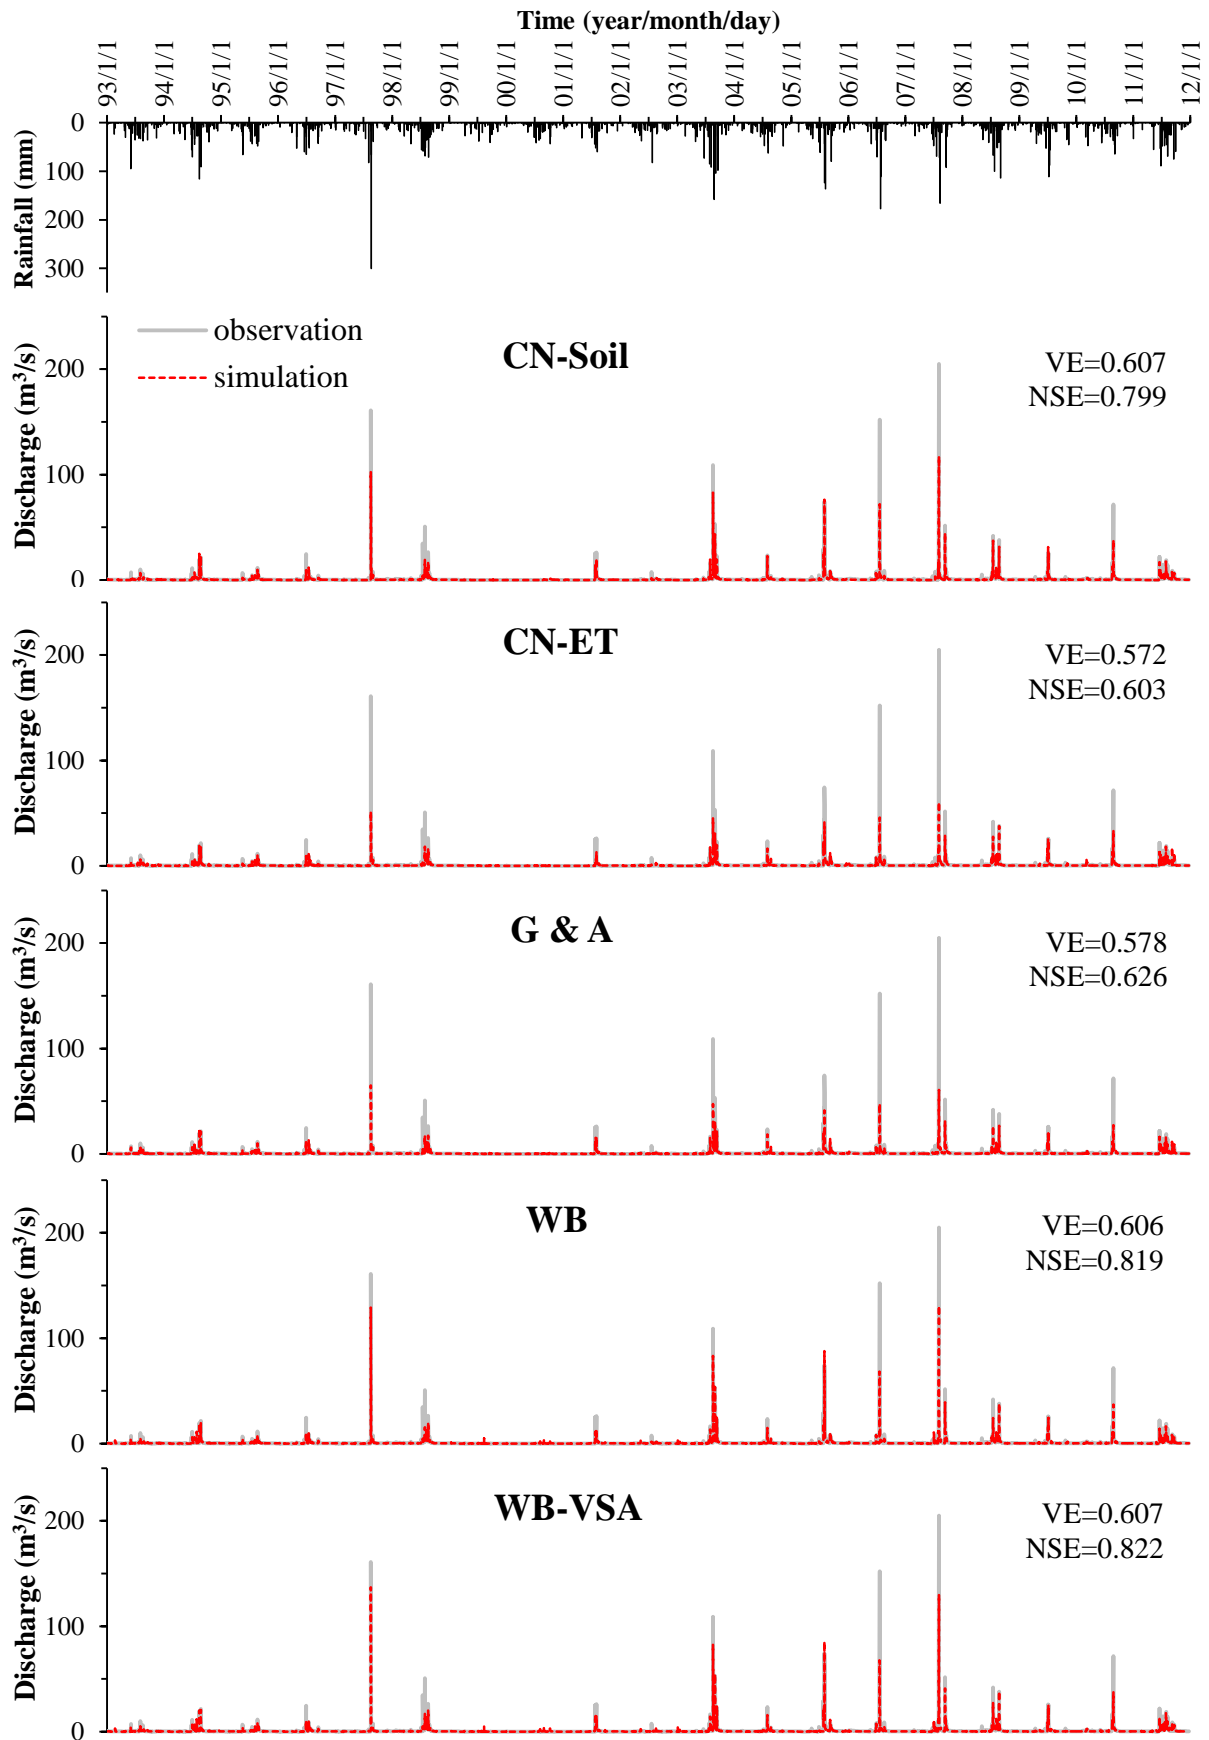 Time (year/month/day)
93/1/1 94/1/1 95/1/1 96/1/1 97/1/1 98/1/1 99/1/1 00/1/1 01/1/1 02/1/1 03/1/1 04/1/1 05/1/1 06/1/1 07/1/1 08/1/1 09/1/1 10/1/1 11/1/1 12/1/1
Rainfall (mm)
0
100
200
300
Discharge (m³/s)
200
100
0
observation
simulation
CN-Soil
VE=0.607
NSE=0.799
Discharge (m³/s)
200
100
0
CN-ET
VE=0.572
NSE=0.603
Discharge (m³/s)
200
100
0
G & A
VE=0.578
NSE=0.626
Discharge (m³/s)
200
100
0
WB
VE=0.606
NSE=0.819
Discharge (m³/s)
200
100
0
WB-VSA
VE=0.607
NSE=0.822